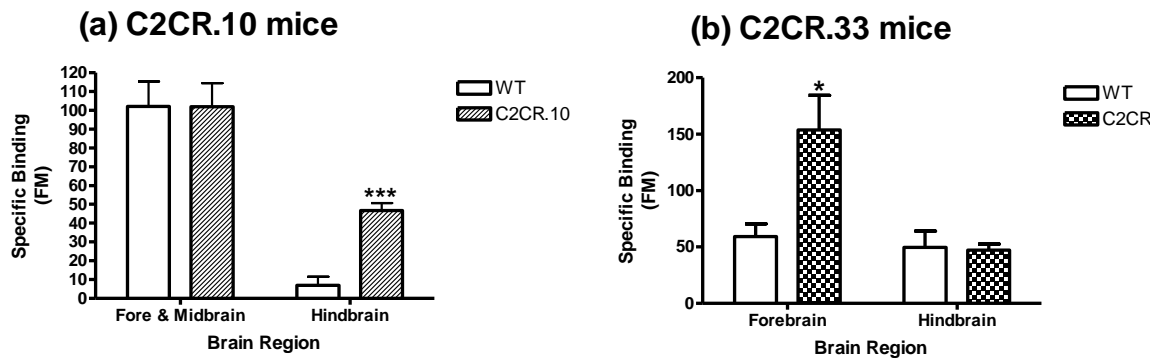 (a) C2CR.10 mice
120
110
100
90
80
70
60
50
40
30
20
10
0
Specific Binding
(FM)
***
Fore & Midbrain
Hindbrain
Brain Region
WT
C2CR.10
(b) C2CR.33 mice
200
150
100
50
0
Specific Binding
(FM)
*
Forebrain
Hindbrain
Brain Region
WT
C2CR